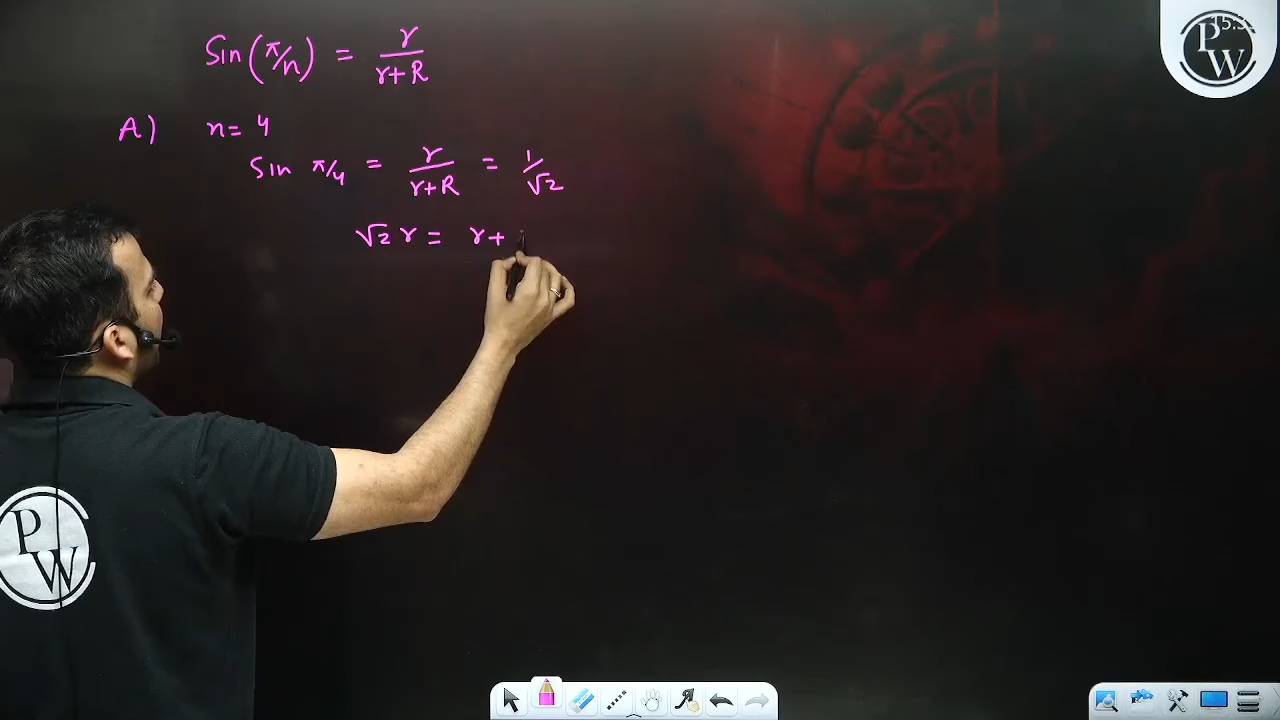 Sin(π/n) = r/(r+R)
A) n = 4
Sin π/4 = r/(r+R) = 1/√2
√2 r = r+
PW
PW